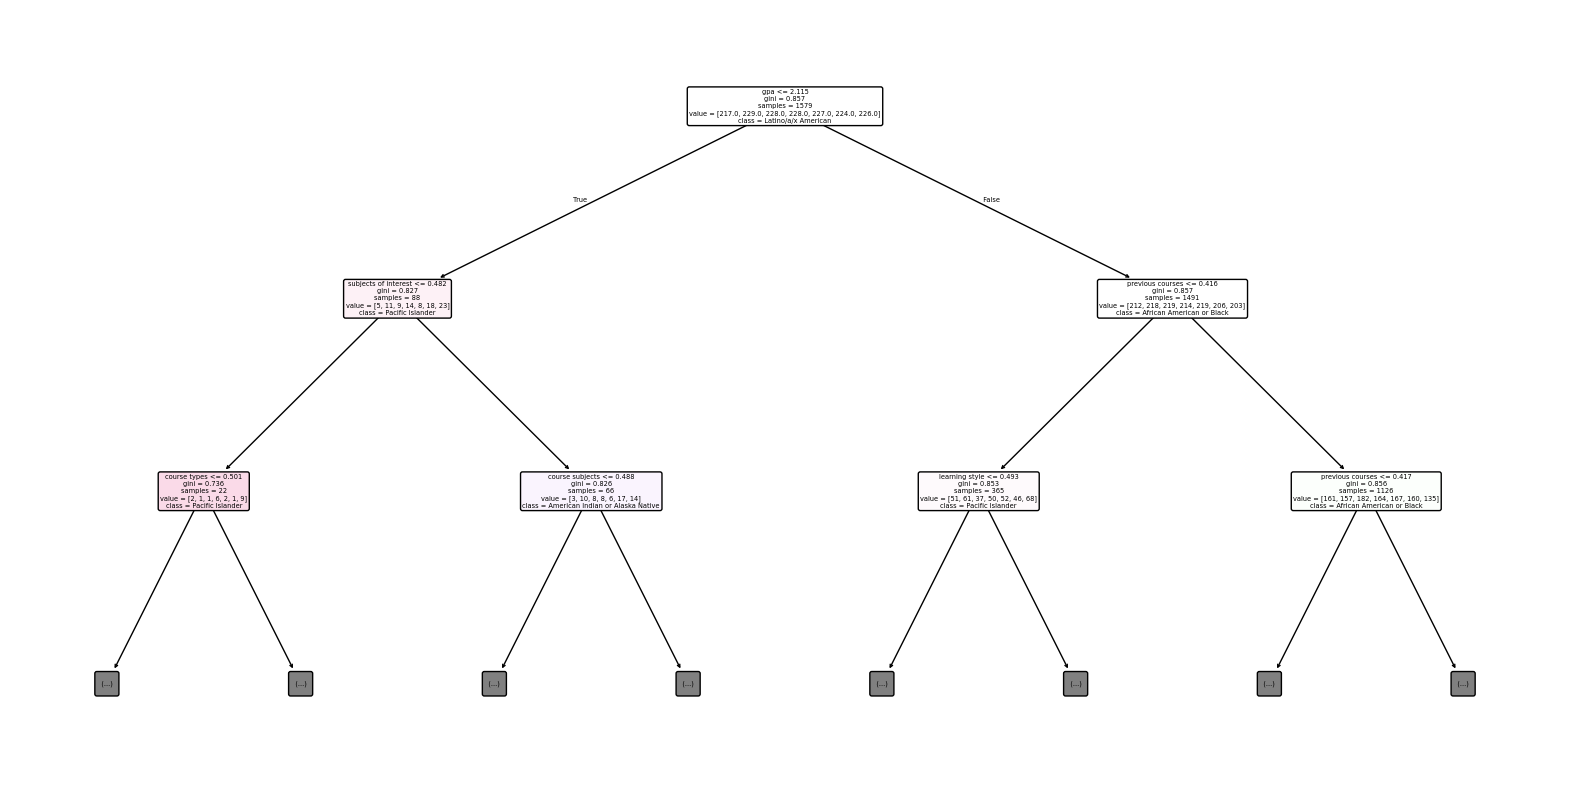 gpa <= 2.115
gini = 0.857
samples = 1579
value = [217.0, 229.0, 228.0, 228.0, 227.0, 224.0, 226.0]
class = Latino/a/x American
True
False
subjects of interest <= 0.482
gini = 0.827
samples = 88
value = [5, 11, 9, 14, 8, 18, 23]
class = Pacific Islander
previous courses <= 0.416
gini = 0.857
samples = 1491
value = [212, 218, 219, 214, 219, 206, 203]
class = African American or Black
course types <= 0.501
gini = 0.736
samples = 22
value = [2, 1, 1, 6, 2, 1, 9]
class = Pacific Islander
course subjects <= 0.488
gini = 0.826
samples = 66
value = [3, 10, 8, 8, 6, 17, 14]
class = American Indian or Alaska Native
learning style <= 0.493
gini = 0.853
samples = 365
value = [51, 61, 37, 50, 52, 46, 68]
class = Pacific Islander
previous courses <= 0.417
gini = 0.856
samples = 1126
value = [161, 157, 182, 164, 167, 160, 135]
class = African American or Black
(...)
(...)
(...)
(...)
(...)
(...)
(...)
(...)